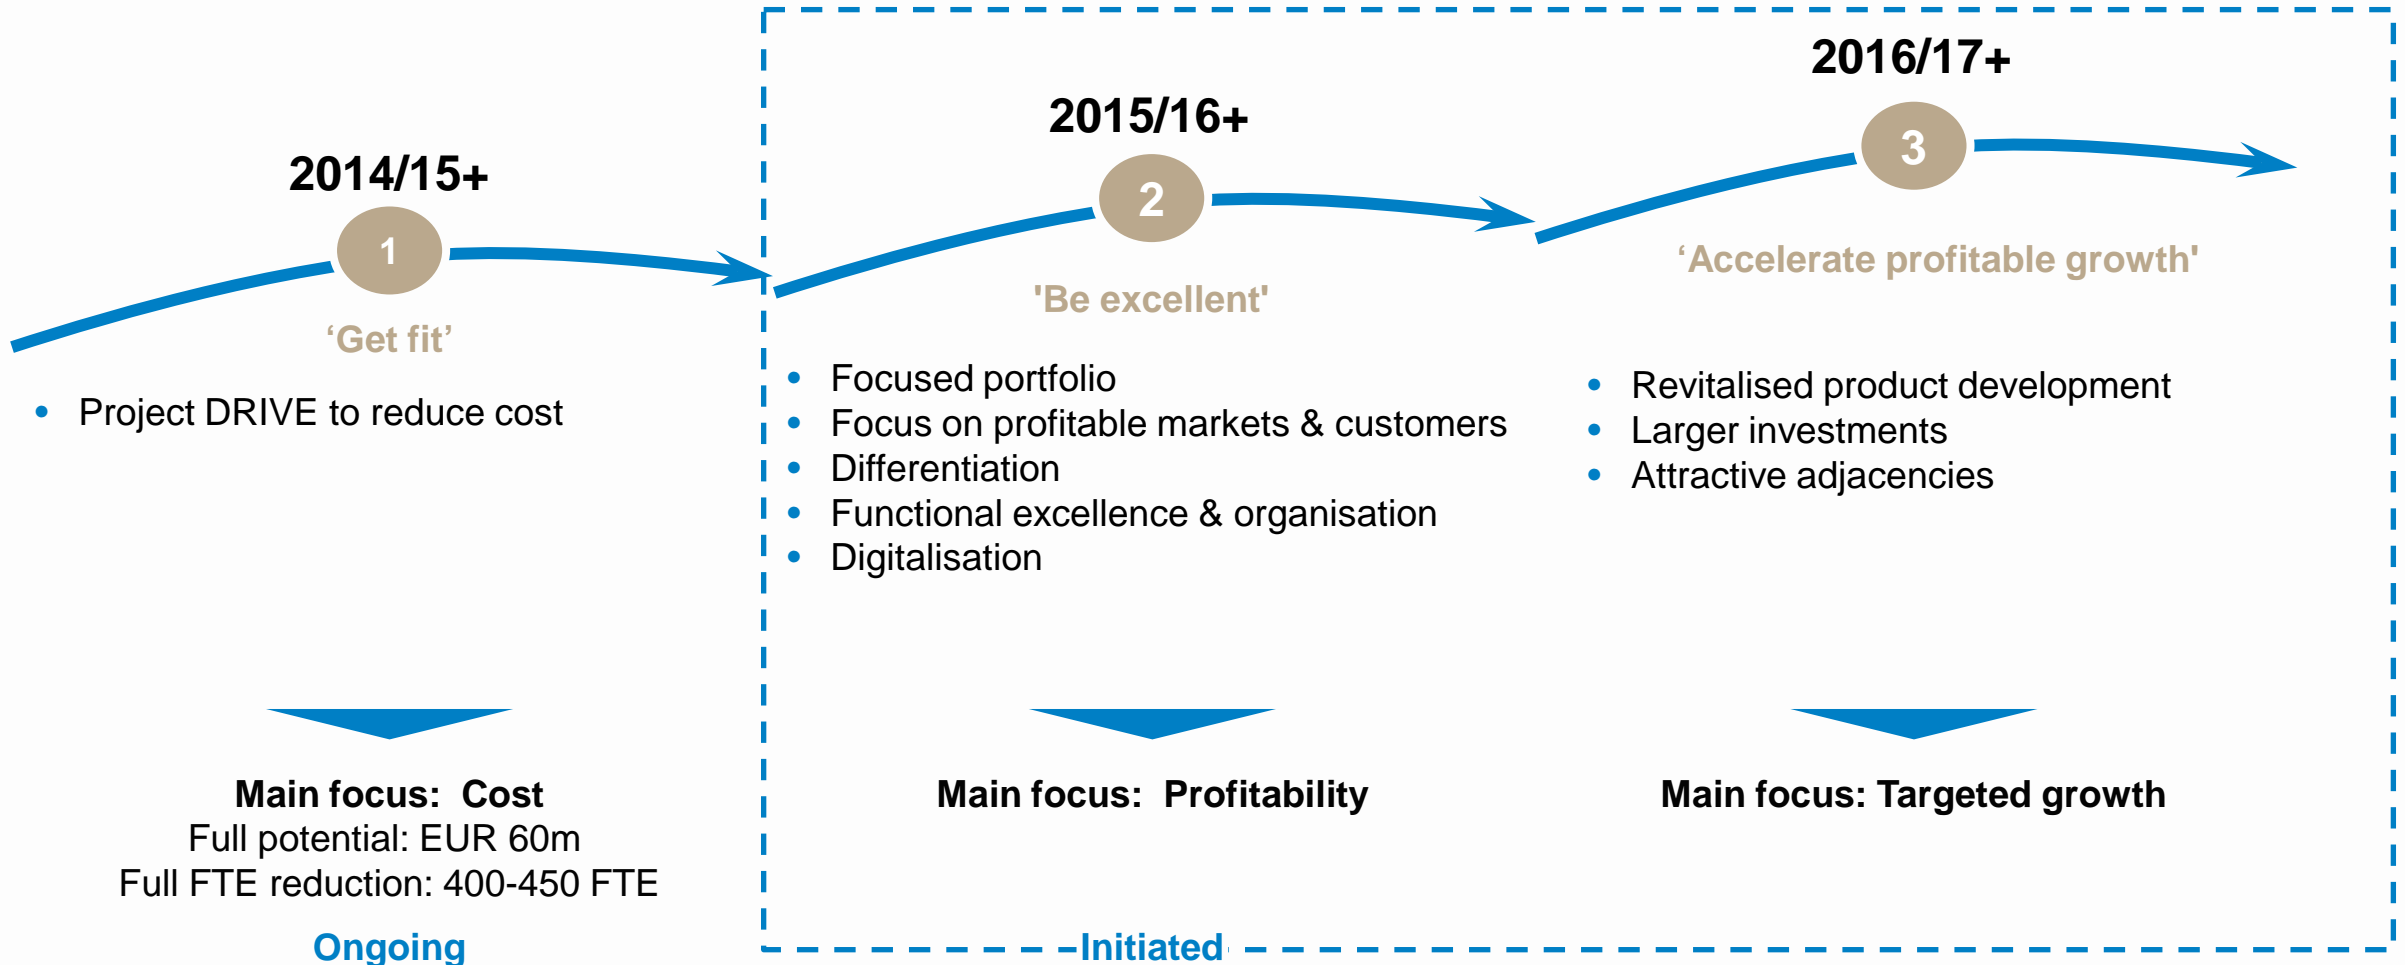 2014/15+
1
‘Get fit’
• Project DRIVE to reduce cost
Main focus:  Cost
Full potential: EUR 60m
Full FTE reduction: 400-450 FTE
Ongoing
2015/16+
2
'Be excellent'
• Focused portfolio
• Focus on profitable markets & customers
• Differentiation
• Functional excellence & organisation
• Digitalisation
Main focus:  Profitability
Initiated
2016/17+
3
‘Accelerate profitable growth'
• Revitalised product development
• Larger investments
• Attractive adjacencies
Main focus: Targeted growth